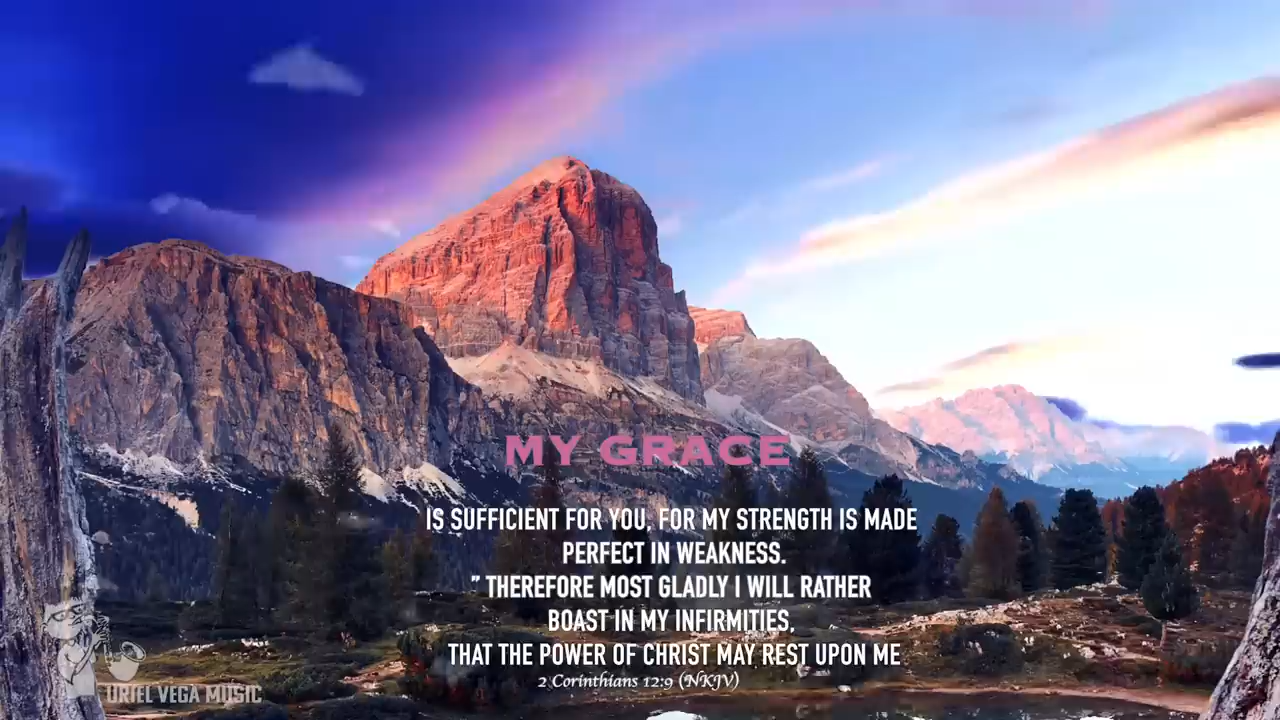 MY GRACE
IS SUFFICIENT FOR YOU, FOR MY STRENGTH IS MADE
PERFECT IN WEAKNESS.
” THEREFORE MOST GLADLY I WILL RATHER
BOAST IN MY INFIRMITIES,
THAT THE POWER OF CHRIST MAY REST UPON ME
2 Corinthians 12:9 (NKJV)
URIEL VEGA MUSIC